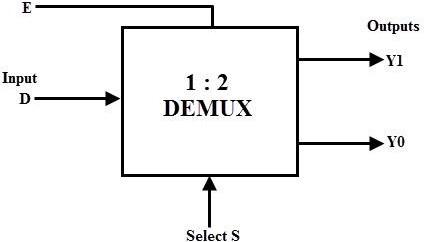 E
Outputs
Y1
Input
D
1 : 2
DEMUX
Y0
Select S